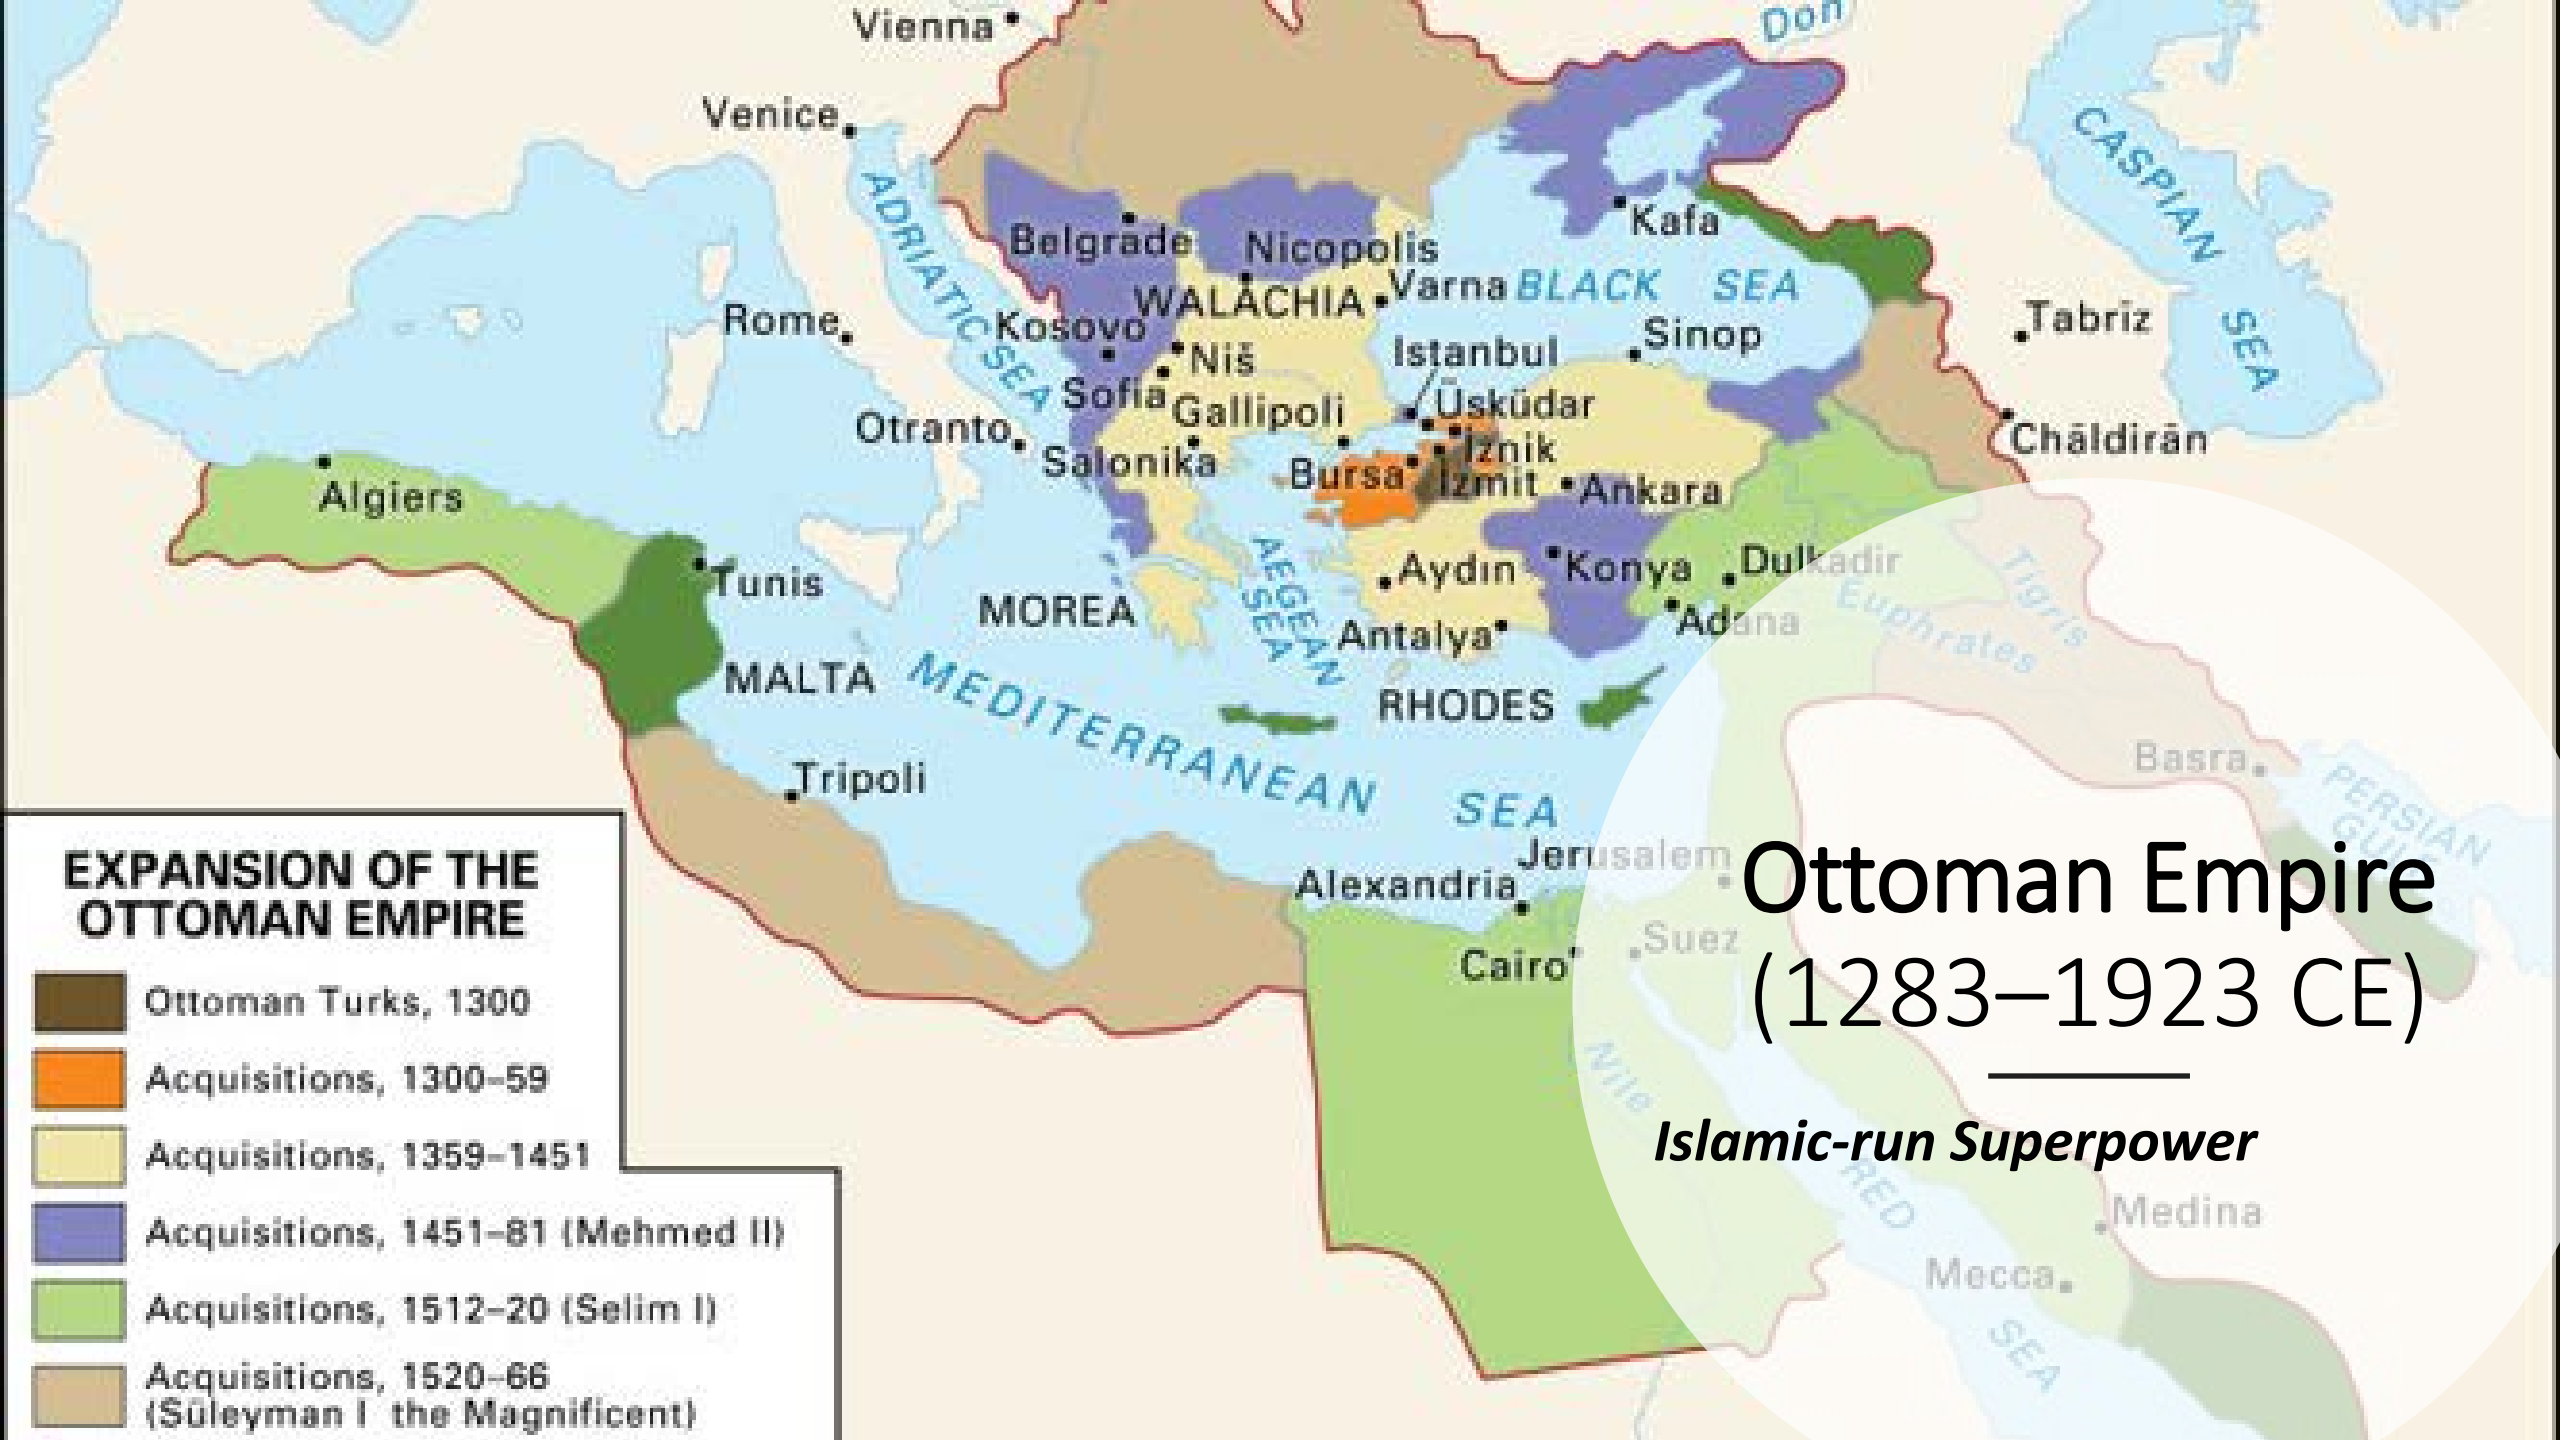 Don
Vienna
Venice
CASPIAN
SEA
ADRIATIC SEA
Kafa
Belgrade
Nicopolis
Varna
BLACK SEA
WALACHIA
Rome
Kosovo
Tabriz
Niš
Istanbul
Sinop
Sofia
Gallipoli
Üsküdar
Otranto
Chāldirān
Salonika
Iznik
Bursa
Izmit
Ankara
Algiers
Aydın
Konya
Dulkadir
Tigris
Tunis
AEGEAN
SEA
Euphrates
MOREA
Adana
Antalya
MALTA
MEDITERRANEAN SEA
RHODES
Basra
Tripoli
PERSIAN
GULF
Jerusalem
Alexandria
Suez
Cairo
Nile
RED
SEA
Medina
Mecca
Ottoman Empire
(1283–1923 CE)
Islamic-run Superpower
EXPANSION OF THE
OTTOMAN EMPIRE
Ottoman Turks, 1300
Acquisitions, 1300–59
Acquisitions, 1359–1451
Acquisitions, 1451–81 (Mehmed II)
Acquisitions, 1512–20 (Selim I)
Acquisitions, 1520–66
(Süleyman I the Magnificent)